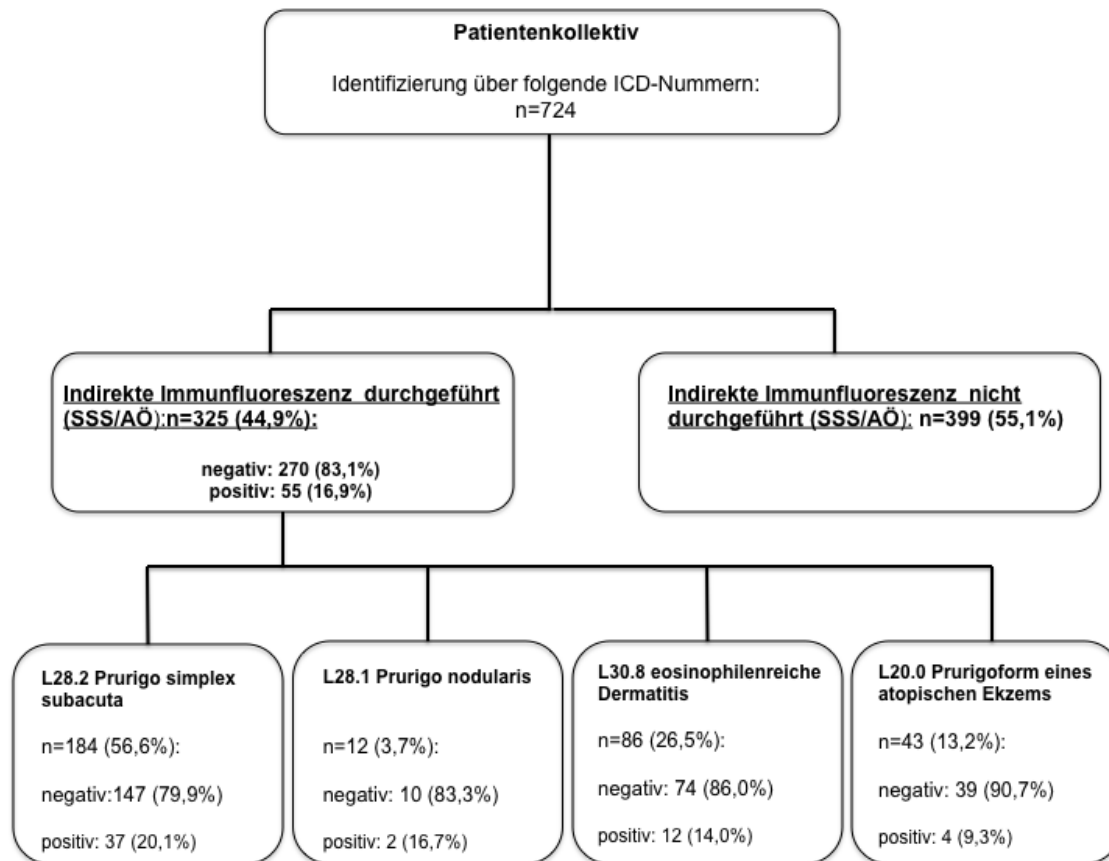 Patientenkollektiv
Identifizierung über folgende ICD-Nummern:
n=724
Indirekte Immunfluoreszenz durchgeführt
(SSS/AÖ):n=325 (44,9%):
negativ: 270 (83,1%)
positiv: 55 (16,9%)
Indirekte Immunfluoreszenz nicht
durchgeführt (SSS/AÖ): n=399 (55,1%)
L28.2 Prurigo simplex
subacuta
n=184 (56,6%):
negativ:147 (79,9%)
positiv: 37 (20,1%)
L28.1 Prurigo nodularis
n=12 (3,7%):
negativ: 10 (83,3%)
positiv: 2 (16,7%)
L30.8 eosinophilenreiche
Dermatitis
n=86 (26,5%):
negativ: 74 (86,0%)
positiv: 12 (14,0%)
L20.0 Prurigoform eines
atopischen Ekzems
n=43 (13,2%):
negativ: 39 (90,7%)
positiv: 4 (9,3%)